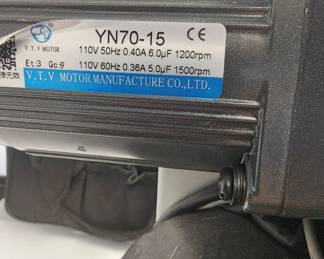 YN70-15
CE
V.T.V MOTOR
110V 50Hz 0.40A 6.0µF 1200rpm
Et:3 Qc:9
110V 60Hz 0.36A 5.0µF 1500rpm
V.T.V MOTOR MANUFACTURE CO.,LTD.